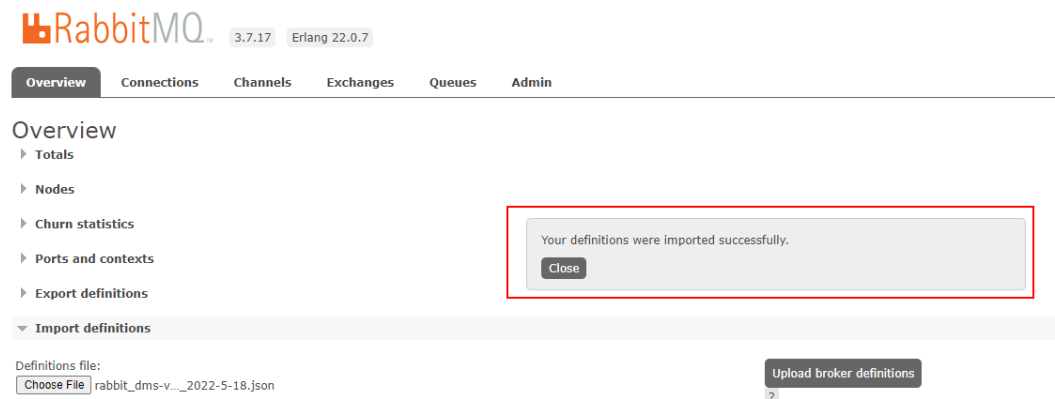 RabbitMQ™ 3.7.17 Erlang 22.0.7
Overview Connections Channels Exchanges Queues Admin
Overview
Totals
Nodes
Churn statistics
Ports and contexts
Export definitions
Import definitions
Your definitions were imported successfully.
Close
Definitions file:
Choose File rabbit_dms-v..._2022-5-18.json
Upload broker definitions
?